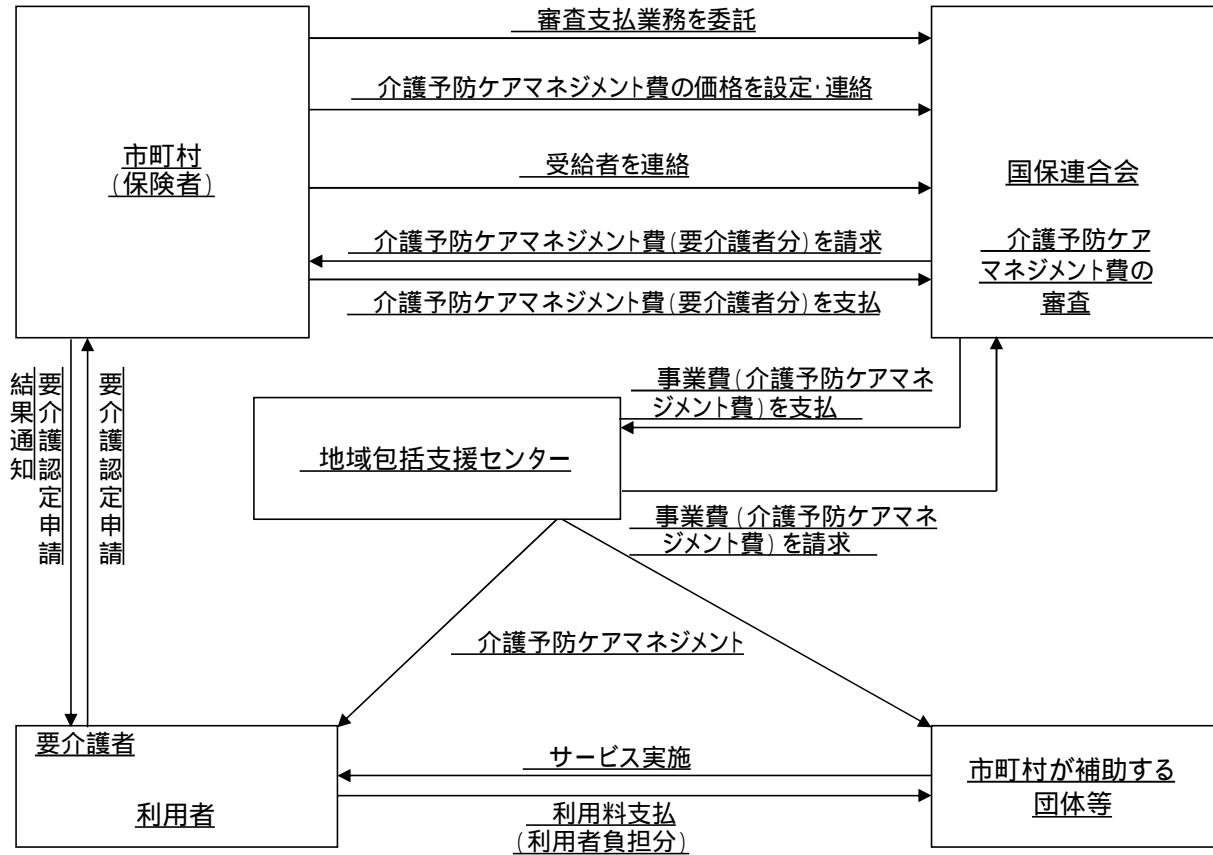 審査支払業務を委託
介護予防ケアマネジメント費の価格を設定・連絡
市町村
(保険者)
受給者を連絡
国保連合会
介護予防ケアマネジメント費(要介護者分)を請求
介護予防ケアマネジメント費(要介護者分)を支払
介護予防ケア
マネジメント費の
審査
要介護認定申請
結果通知
要介護認定申請
事業費(介護予防ケアマネ
ジメント費)を支払
地域包括支援センター
事業費(介護予防ケアマネ
ジメント費)を請求
介護予防ケアマネジメント
要介護者
利用者
サービス実施
利用料支払
(利用者負担分)
市町村が補助する
団体等